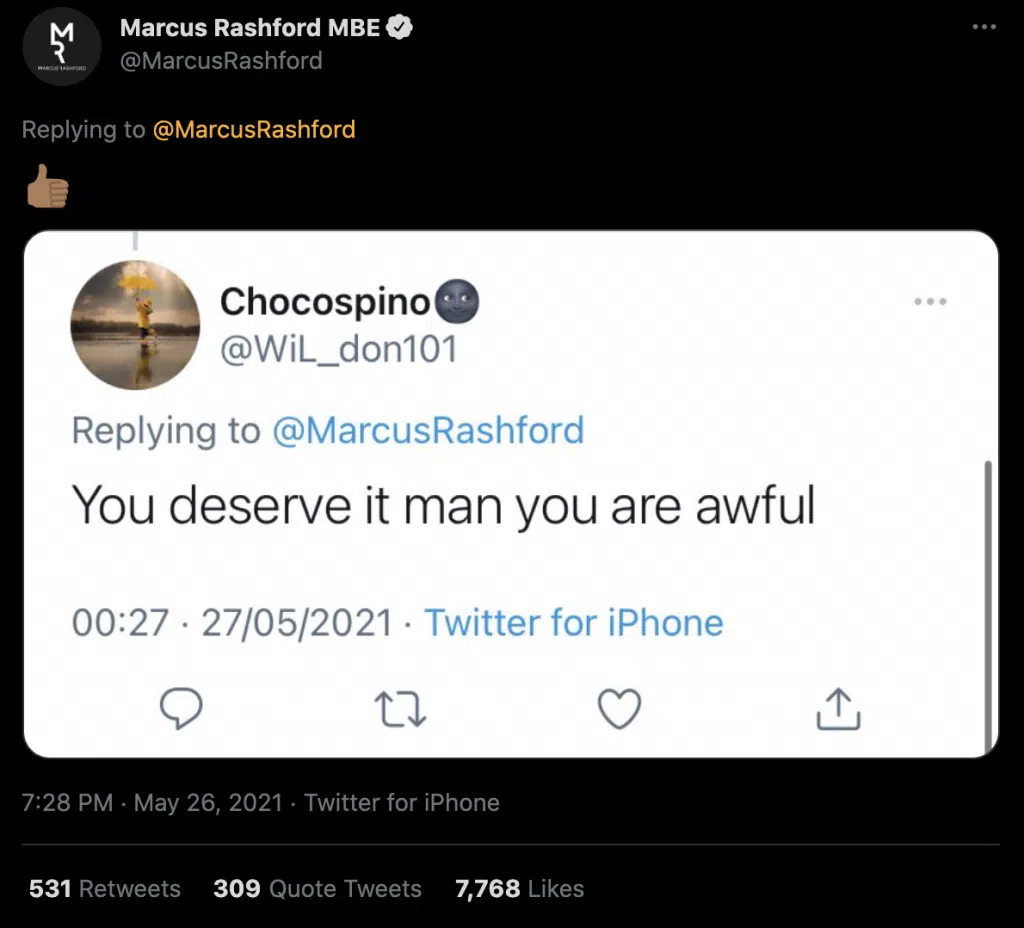 Marcus Rashford MBE
@MarcusRashford
MARCUS RASHFORD
Replying to @MarcusRashford
Chocospino
@WiL_don101
Replying to @MarcusRashford
You deserve it man you are awful
00:27 · 27/05/2021 · Twitter for iPhone
7:28 PM · May 26, 2021 · Twitter for iPhone
531 Retweets 309 Quote Tweets 7,768 Likes